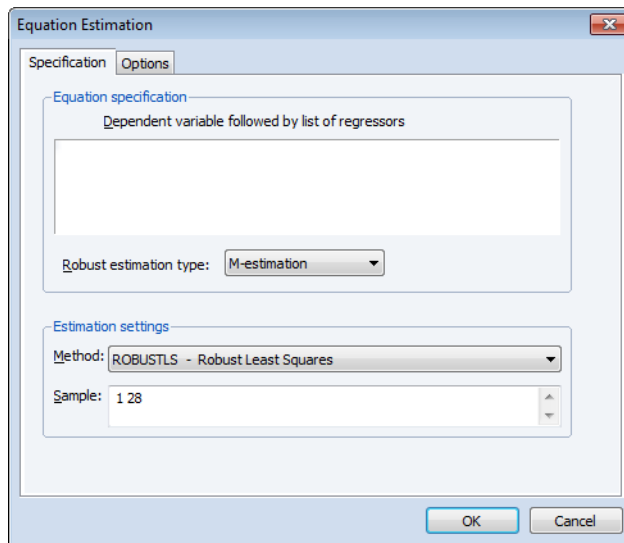 Equation Estimation
Specification Options
Equation specification
Dependent variable followed by list of regressors
Robust estimation type: M-estimation
Estimation settings
Method: ROBUSTLS - Robust Least Squares
Sample: 1 28
OK Cancel